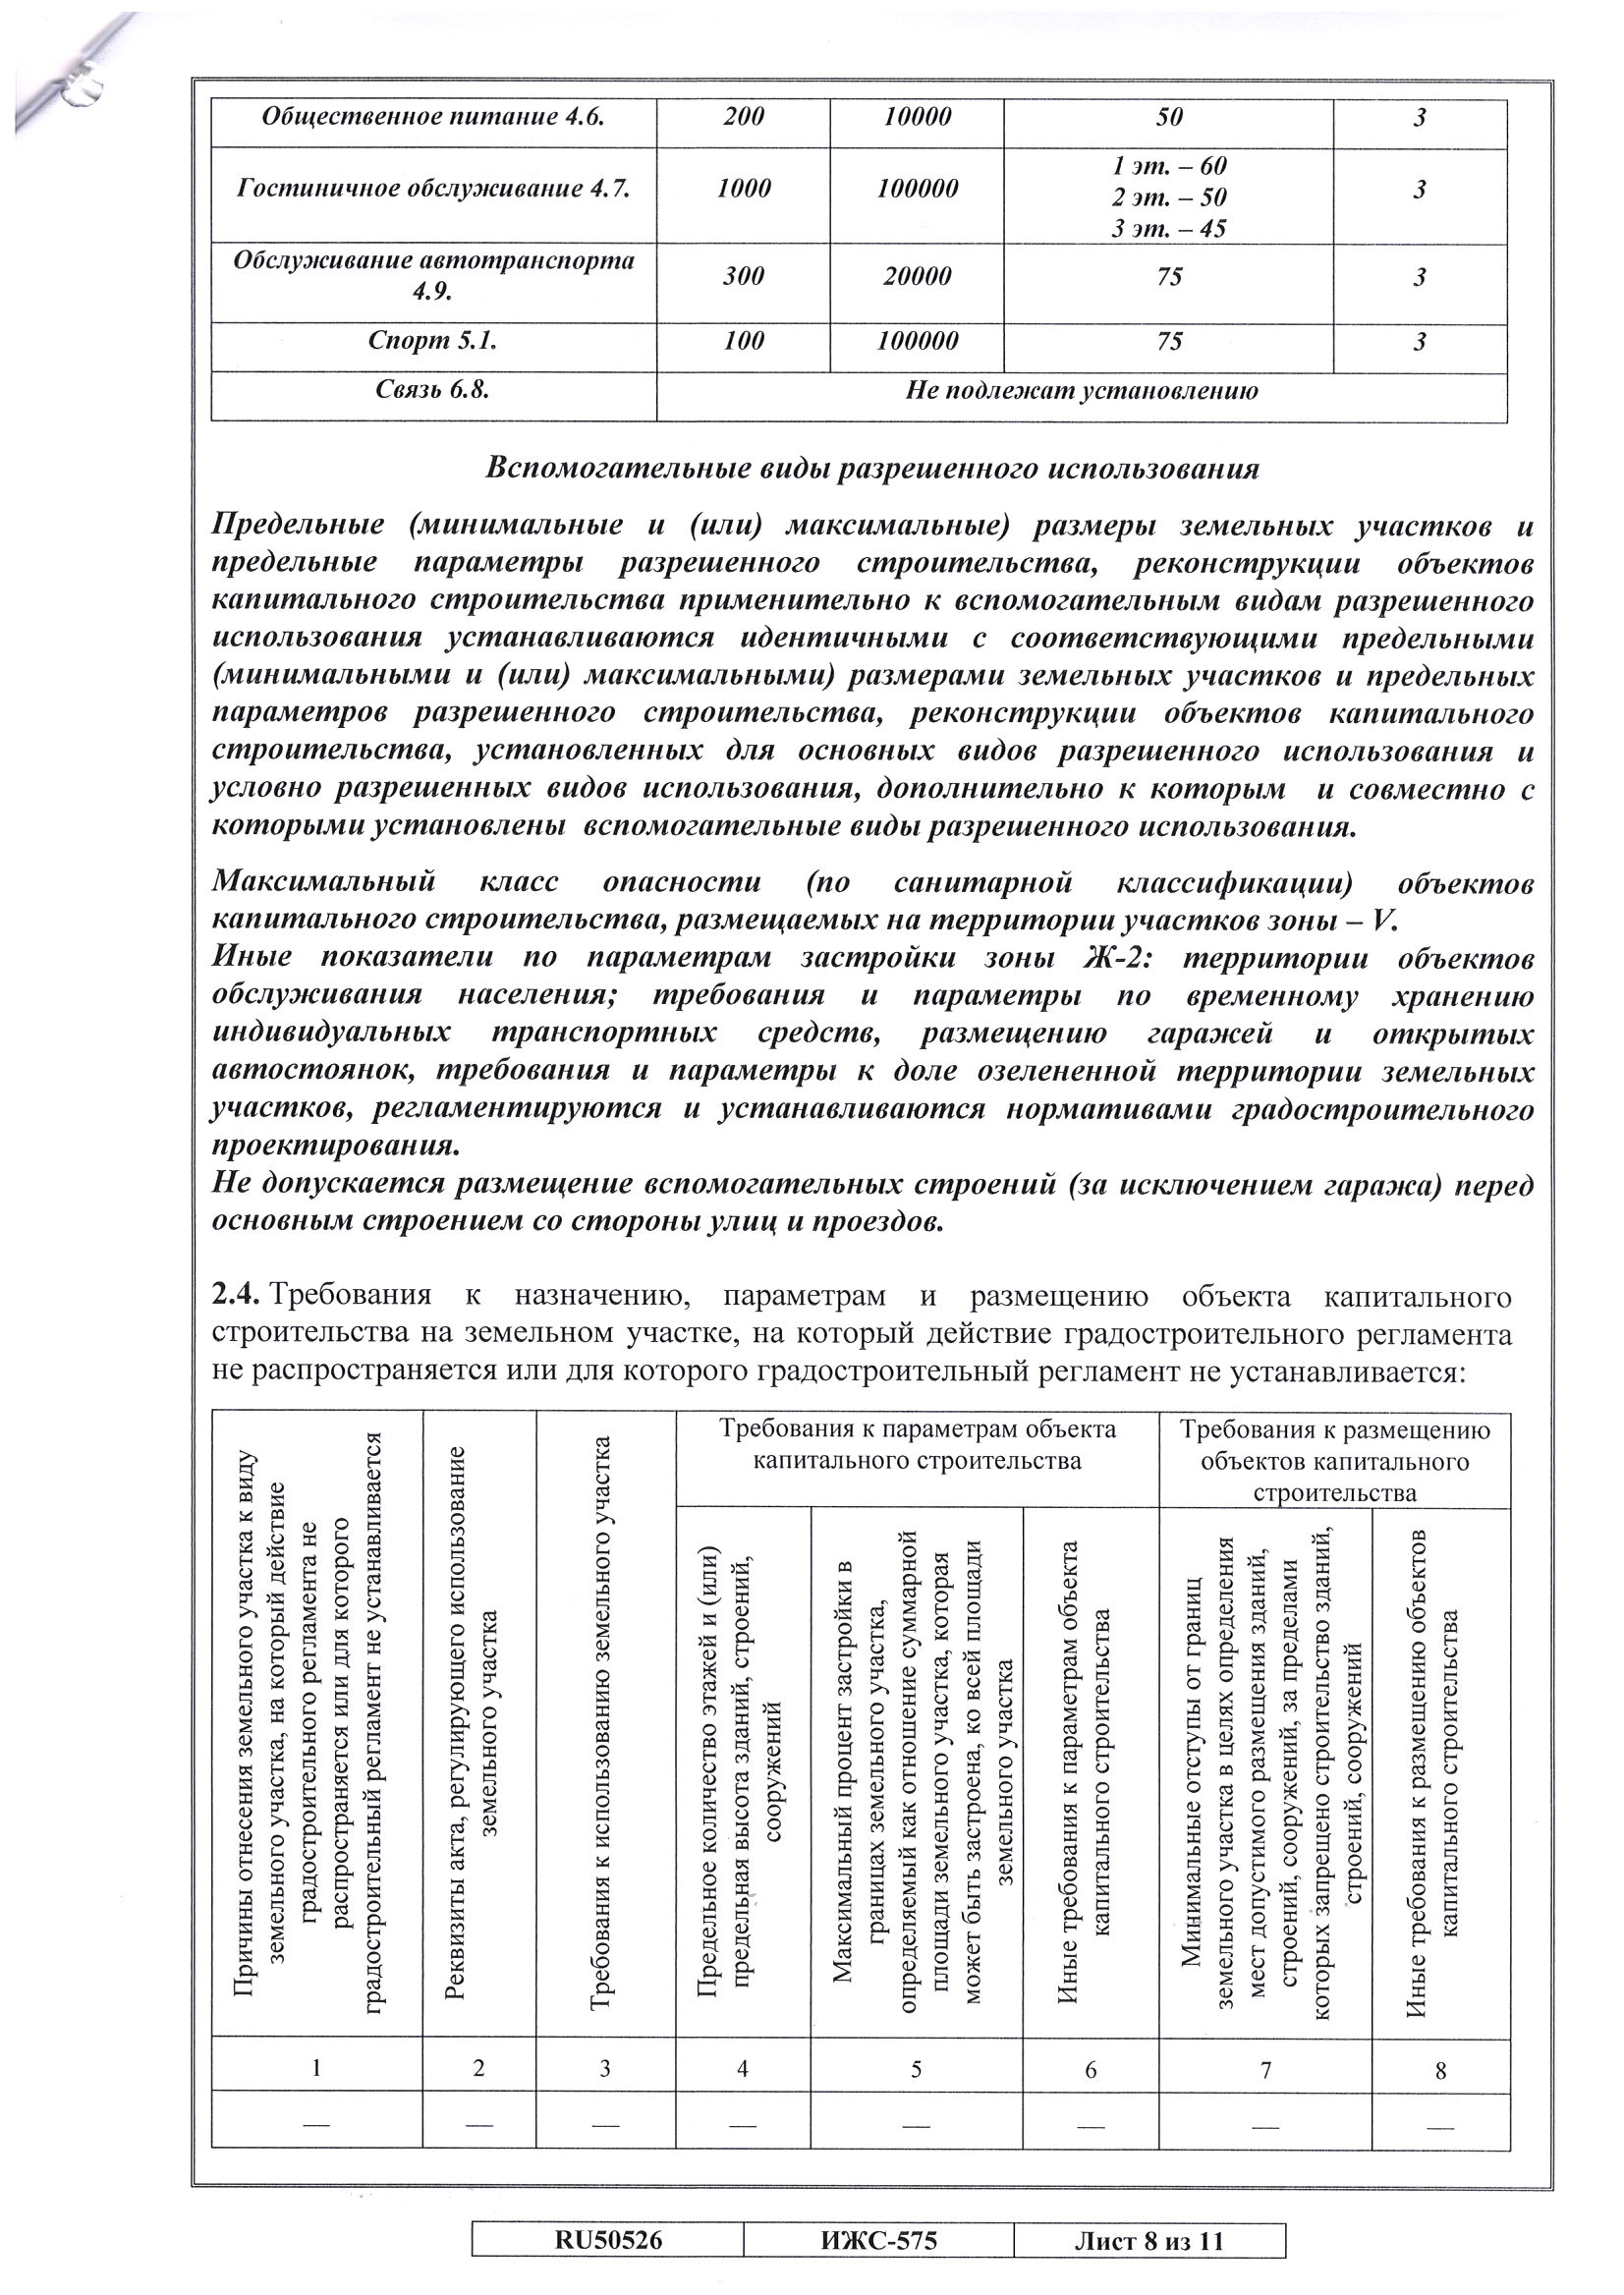 Общественное питание 4.6. 200 10000 50 3
Гостиничное обслуживание 4.7. 1000 100000 1 эт. – 60 3
2 эт. – 50
3 эт. – 45
Обслуживание автотранспорта
4.9. 300 20000 75 3
Спорт 5.1. 100 100000 75 3
Связь 6.8. Не подлежат установлению
Вспомогательные виды разрешенного использования
Предельные (минимальные и (или) максимальные) размеры земельных участков и
предельные параметры разрешенного строительства, реконструкции объектов
капитального строительства применительно к вспомогательным видам разрешенного
использования устанавливаются идентичными с соответствующими предельными
(минимальными и (или) максимальными) размерами земельных участков и предельных
параметров разрешенного строительства, реконструкции объектов капитального
строительства, установленных для основных видов разрешенного использования и
условно разрешенных видов использования, дополнительно к которым и совместно с
которыми установлены вспомогательные виды разрешенного использования.
Максимальный класс опасности (по санитарной классификации) объектов
капитального строительства, размещаемых на территории участков зоны – V.
Иные показатели по параметрам застройки зоны Ж-2: территории объектов
обслуживания населения; требования и параметры по временному хранению
индивидуальных транспортных средств, размещению гаражей и открытых
автостоянок, требования и параметры к доле озелененной территории земельных
участков, регламентируются и устанавливаются нормативами градостроительного
проектирования.
Не допускается размещение вспомогательных строений (за исключением гаража) перед
основным строением со стороны улиц и проездов.
2.4. Требования к назначению, параметрам и размещению объекта капитального
строительства на земельном участке, на который действие градостроительного регламента
не распространяется или для которого градостроительный регламент не устанавливается:
Причины отнесения земельного участка к виду
земельного участка, на который действие
градостроительного регламента не
распространяется или для которого
градостроительный регламент не устанавливается
Реквизиты акта, регулирующего использование
земельного участка
Требования к использованию земельного участка
Требования к параметрам объекта
капитального строительства
Требования к размещению
объектов капитального
строительства
Предельное количество этажей и (или)
предельная высота зданий, строений,
сооружений
Максимальный процент застройки в
границах земельного участка,
определяемый как отношение суммарной
площади земельного участка, которая
может быть застроена, ко всей площади
земельного участка
Иные требования к параметрам объекта
капитального строительства
Минимальные отступы от границ
земельного участка в целях определения
мест допустимого размещения зданий,
строений, сооружений, за пределами
которых запрещено строительство зданий,
строений, сооружений
Иные требования к размещению объектов
капитального строительства
1 2 3 4 5 6 7 8
— — — — — — — —
RU50526 ИЖС-575 Лист 8 из 11